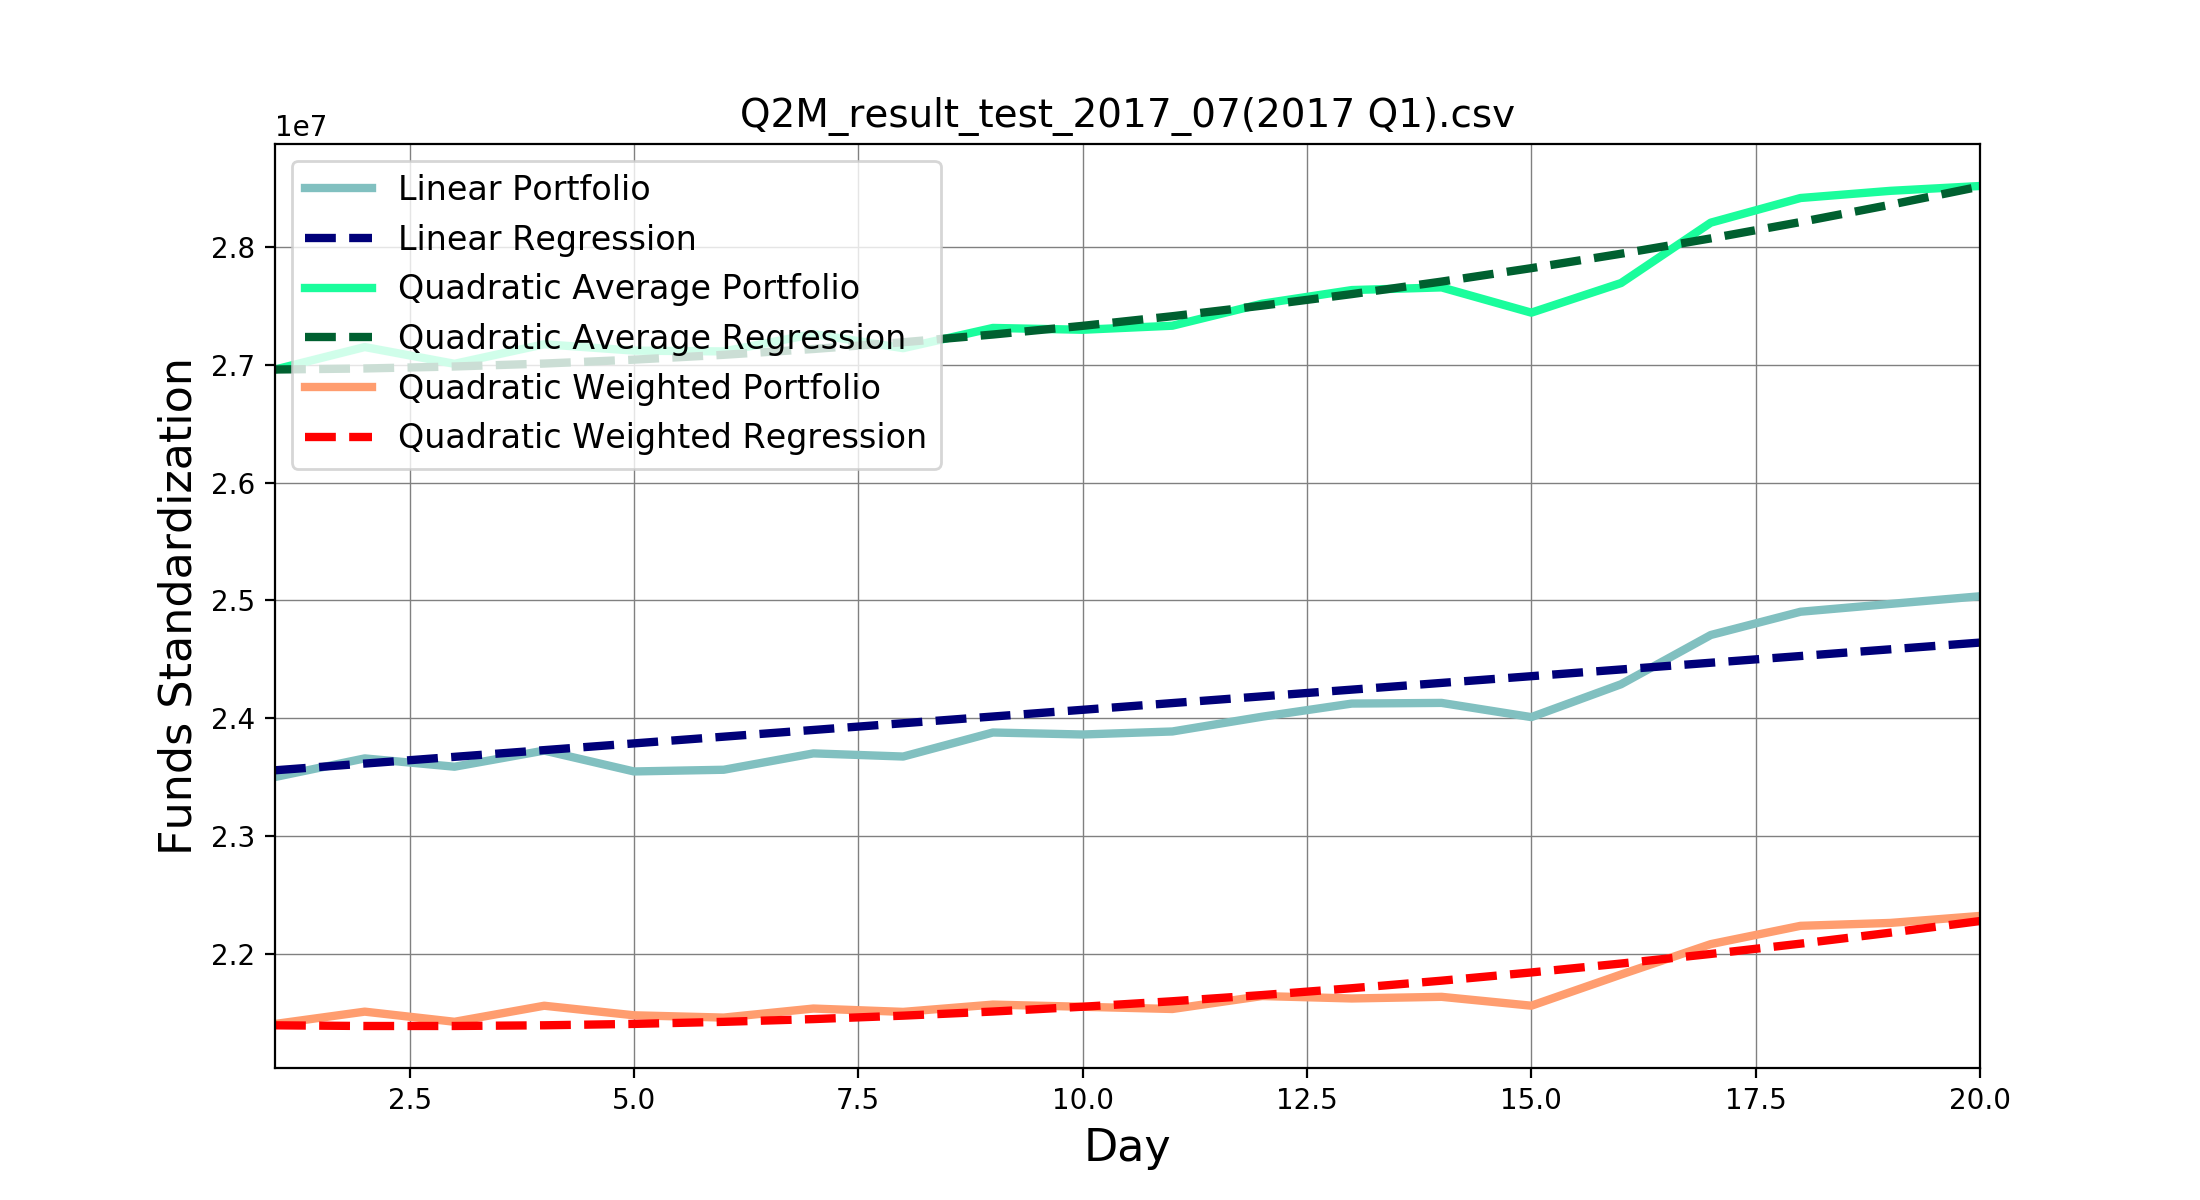 Q2M_result_test_2017_07(2017 Q1).csv
1e7
Linear Portfolio
Linear Regression
Quadratic Average Portfolio
Quadratic Average Regression
Quadratic Weighted Portfolio
Quadratic Weighted Regression
2.8
2.7
2.6
2.5
2.4
2.3
2.2
Funds Standardization
2.5 5.0 7.5 10.0 12.5 15.0 17.5 20.0
Day